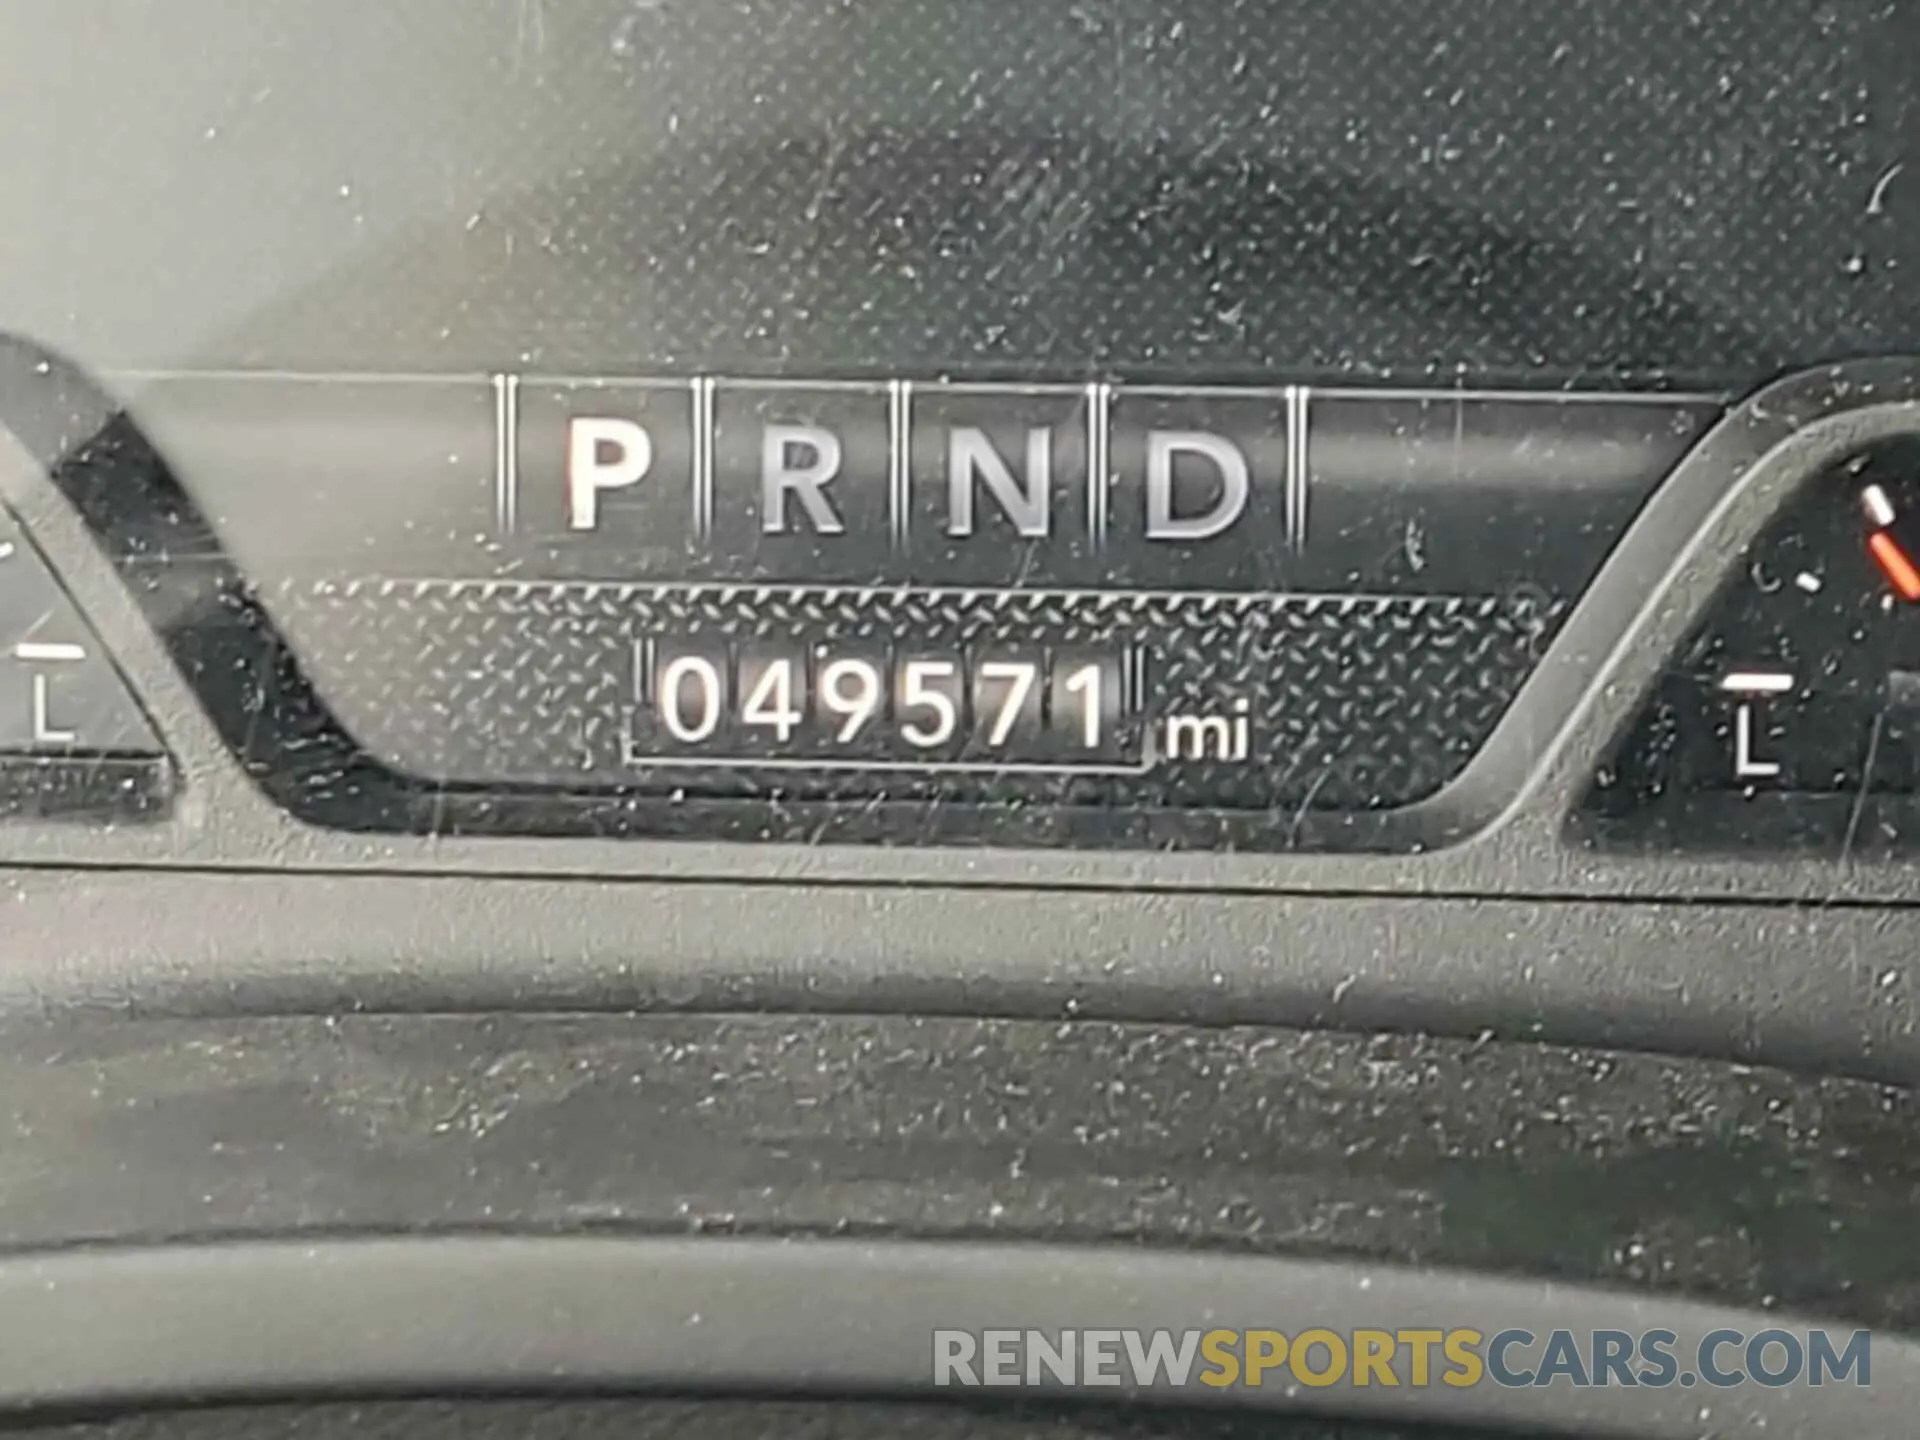 P R N D
049571 mi
L
L
RENEWSPORTSCARS.COM